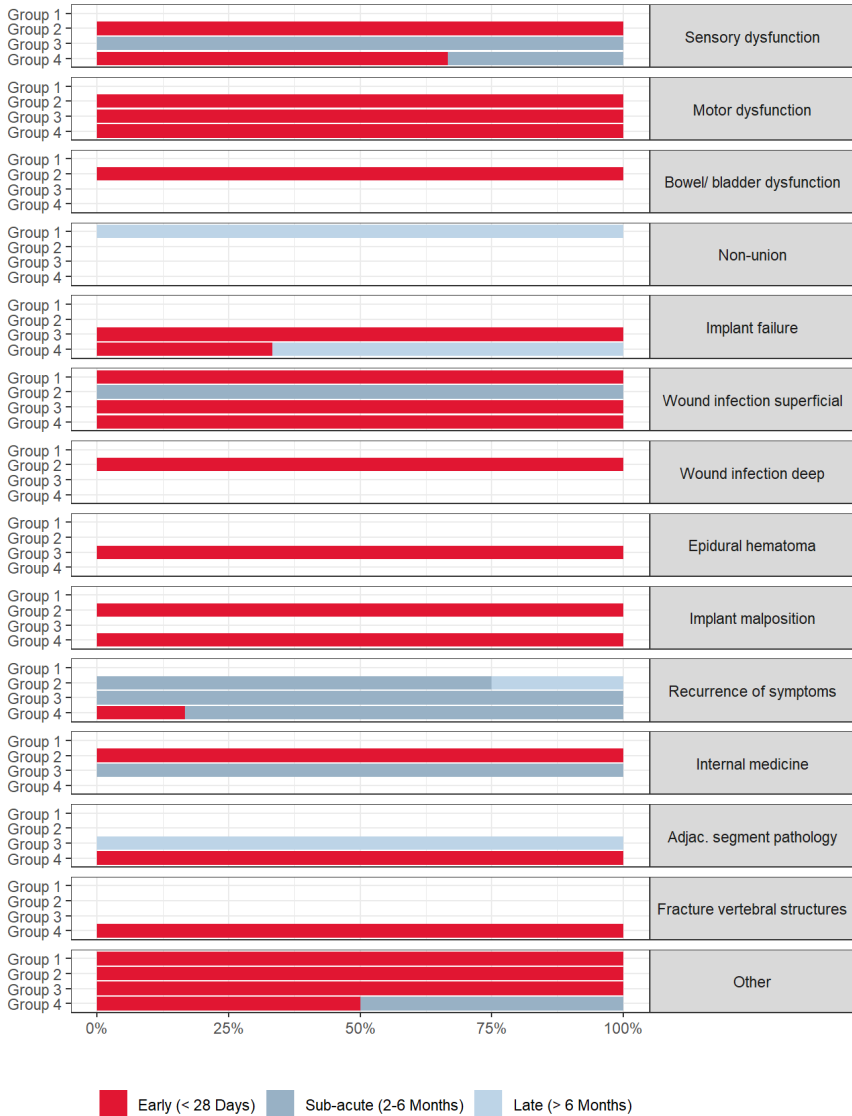 Group 1
Group 2
Group 3
Group 4
Sensory dysfunction
Group 1
Group 2
Group 3
Group 4
Motor dysfunction
Group 1
Group 2
Group 3
Group 4
Bowel/ bladder dysfunction
Group 1
Group 2
Group 3
Group 4
Non-union
Group 1
Group 2
Group 3
Group 4
Implant failure
Group 1
Group 2
Group 3
Group 4
Wound infection superficial
Group 1
Group 2
Group 3
Group 4
Wound infection deep
Group 1
Group 2
Group 3
Group 4
Epidural hematoma
Group 1
Group 2
Group 3
Group 4
Implant malposition
Group 1
Group 2
Group 3
Group 4
Recurrence of symptoms
Group 1
Group 2
Group 3
Group 4
Internal medicine
Group 1
Group 2
Group 3
Group 4
Adjac. segment pathology
Group 1
Group 2
Group 3
Group 4
Fracture vertebral structures
Group 1
Group 2
Group 3
Group 4
Other
0% 25% 50% 75% 100%
Early (< 28 Days) Sub-acute (2-6 Months) Late (> 6 Months)